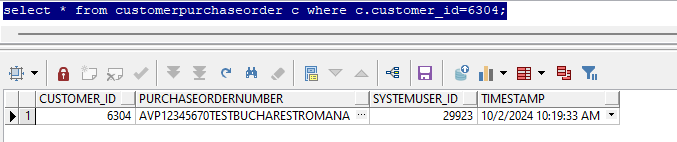 select * from customerpurchaseorder c where c.customer_id=6304;
CUSTOMER_ID PURCHASEORDERNUMBER SYSTEMUSER_ID TIMESTAMP
1 6304 AVP12345670TESTBUCHARESTROMANA ... 29923 10/2/2024 10:19:33 AM